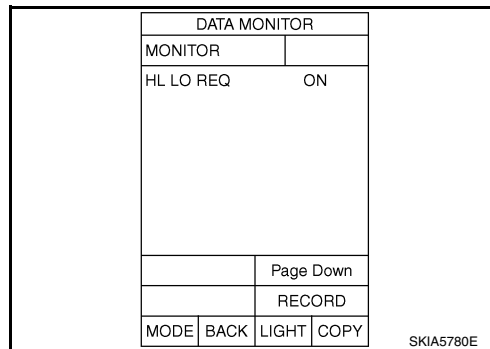 DATA MONITOR
MONITOR
HL LO REQ ON
Page Down
RECORD
MODE BACK LIGHT COPY
SKIA5780E